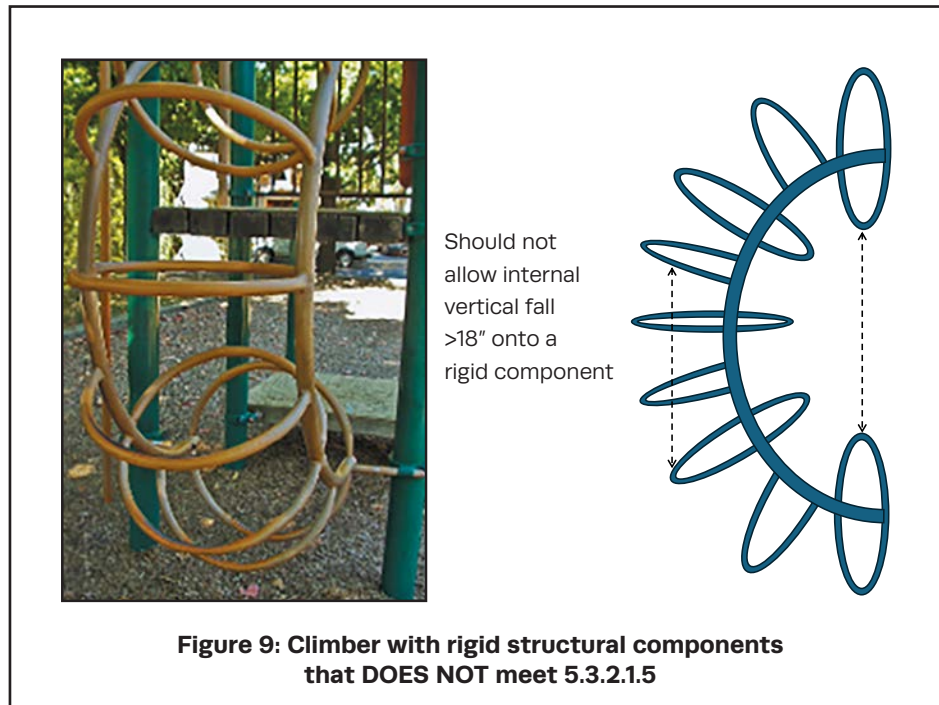 Should not
allow internal
vertical fall
>18" onto a
rigid component
Figure 9: Climber with rigid structural components
that DOES NOT meet 5.3.2.1.5